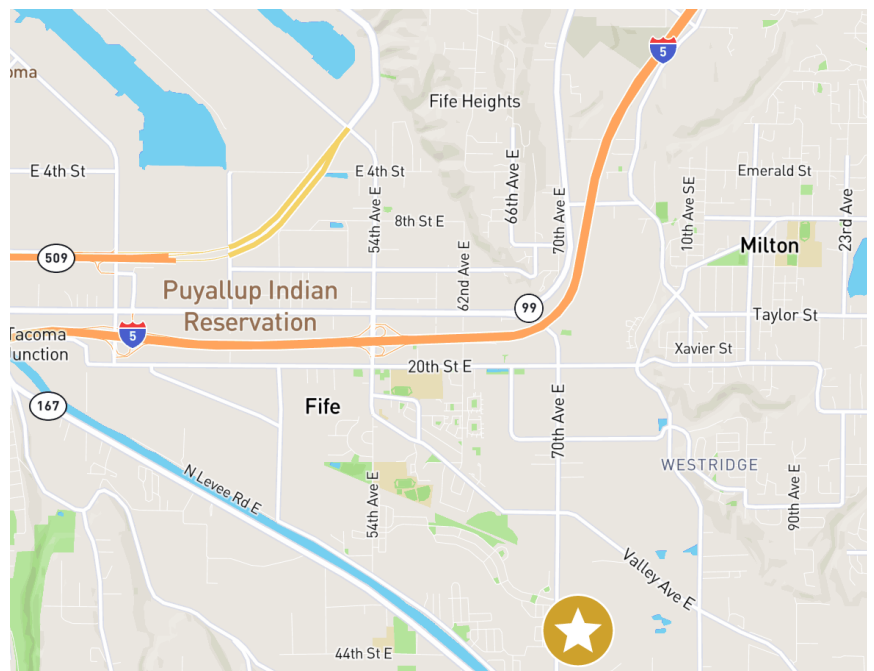 5
oma
Fife Heights
E 4th St
E 4th St
66th Ave E
70th Ave E
10th Ave SE
Emerald St
23rd Ave
54th Ave E
8th St E
Milton
509
62nd Ave E
Puyallup Indian
Reservation
99
Taylor St
5
Tacoma
unction
Xavier St
20th St E
167
Fife
70th Ave E
WESTRIDGE
N Levee Rd E
54th Ave E
90th Ave E
Valley Ave E
44th St E